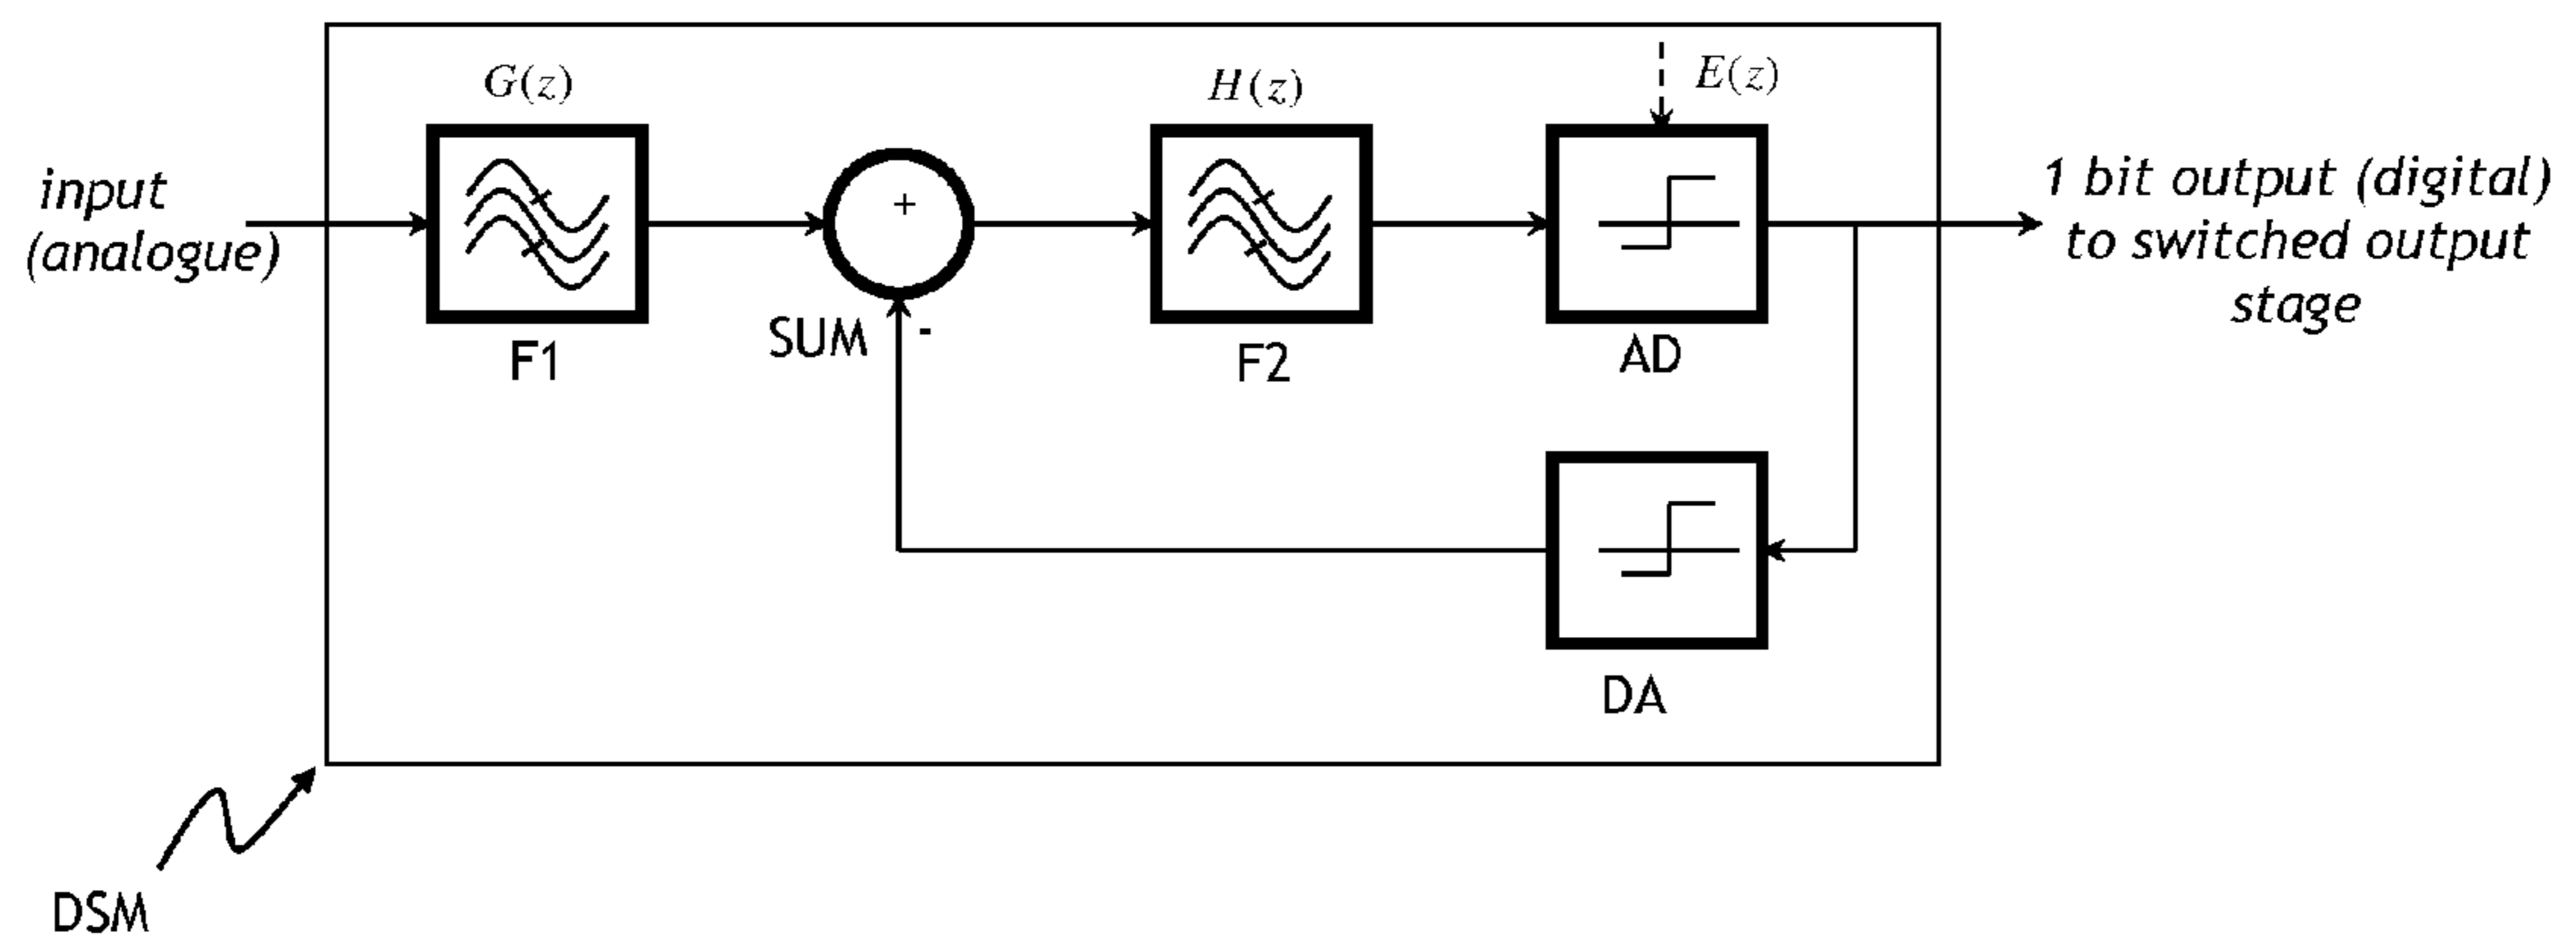 G(z)
H(z)
E(z)
input
(analogue)
+
1 bit output (digital)
to switched output
stage
SUM
-
F1
F2
AD
DA
DSM